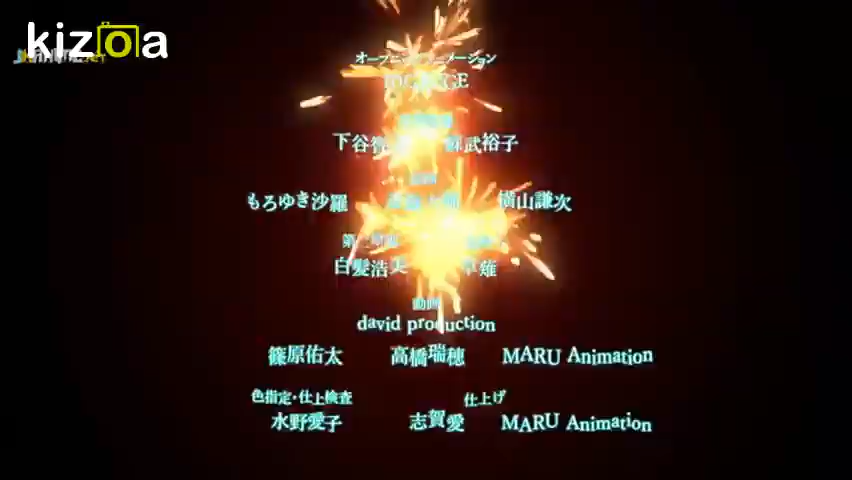 kizoa
オープニングアニメーション
下谷智 蘇武裕子
もろゆき沙羅 横山謙次
白髪浩美 草薙
動画
david production
篠原佑太 高橋瑞穂 MARU Animation
色指定・仕上検査 仕上げ
水野愛子 志賀愛 MARU Animation